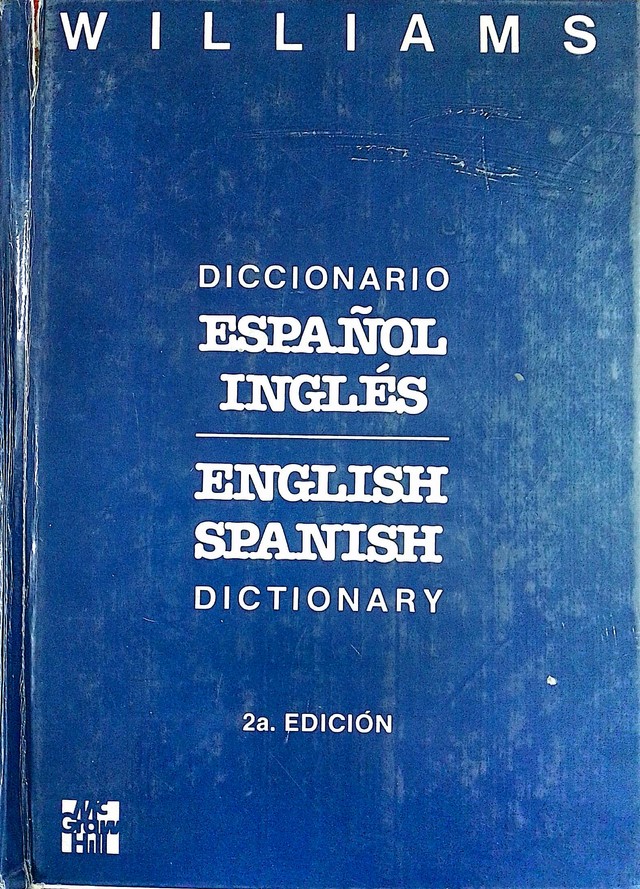 WILLIAMS
DICCIONARIO
ESPAÑOL
INGLÉS
ENGLISH
SPANISH
DICTIONARY
2a. EDICIÓN
Mc
Graw
Hill